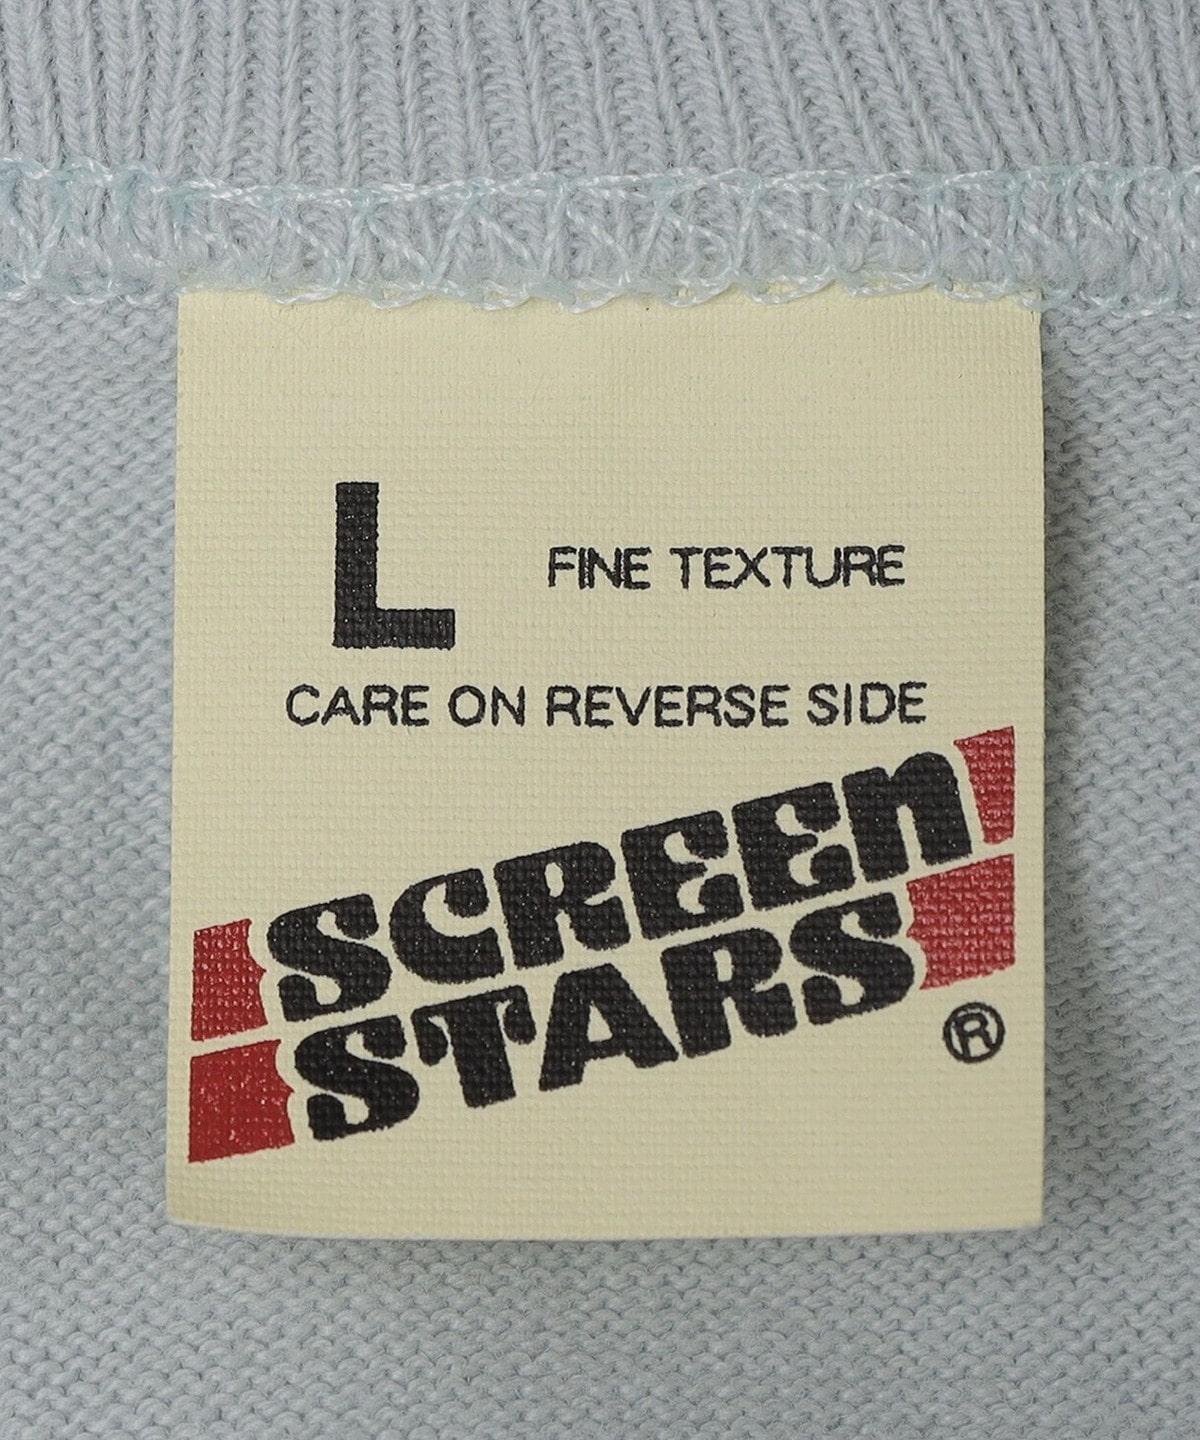 L FINE TEXTURE
CARE ON REVERSE SIDE
SCREEN
STARS
®